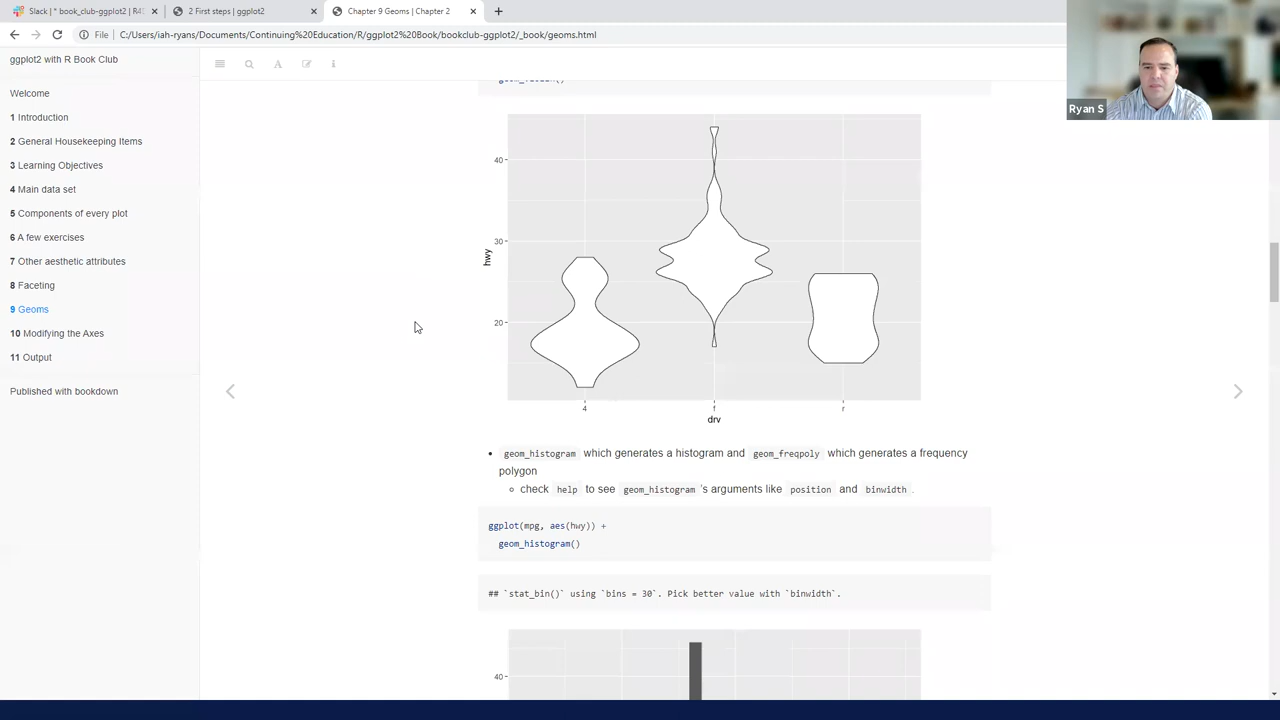 Slack | * book_club-ggplot2 | R4
2 First steps | ggplot2
Chapter 9 Geoms | Chapter 2
File
C:/Users/iah-ryans/Documents/Continuing%20Education/R/ggplot2%20Book/bookclub-ggplot2/_book/geoms.html
ggplot2 with R Book Club
Welcome
1 Introduction
2 General Housekeeping Items
3 Learning Objectives
4 Main data set
5 Components of every plot
6 A few exercises
7 Other aesthetic attributes
8 Faceting
9 Geoms
10 Modifying the Axes
11 Output
Published with bookdown
Ryan S
40
30
20
hwy
4 f r
drv
• geom_histogram which generates a histogram and geom_freqpoly which generates a frequency
polygon
check help to see geom_histogram 's arguments like position and binwidth .
ggplot(mpg, aes(hwy)) +
geom_histogram()
## `stat_bin()` using `bins = 30`. Pick better value with `binwidth`.
40